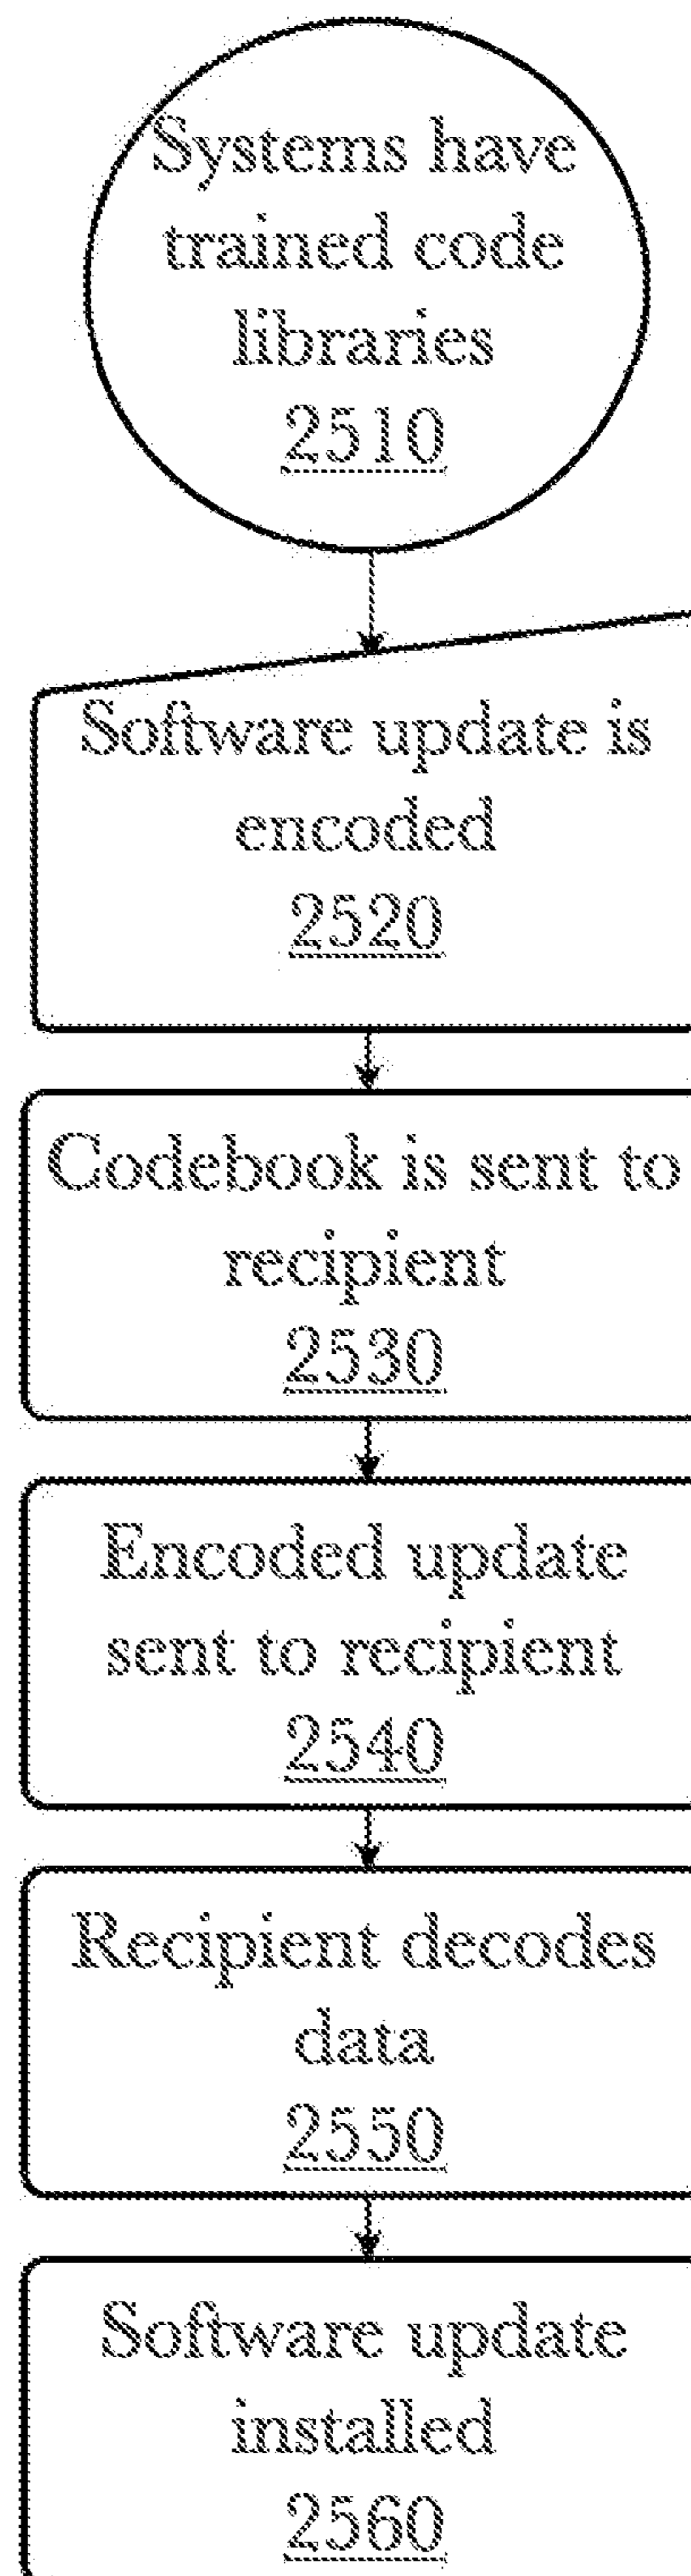 Systems have
trained code
libraries
2510
Software update is
encoded
2520
Codebook is sent to
recipient
2530
Encoded update
sent to recipient
2540
Recipient decodes
data
2550
Software update
installed
2560